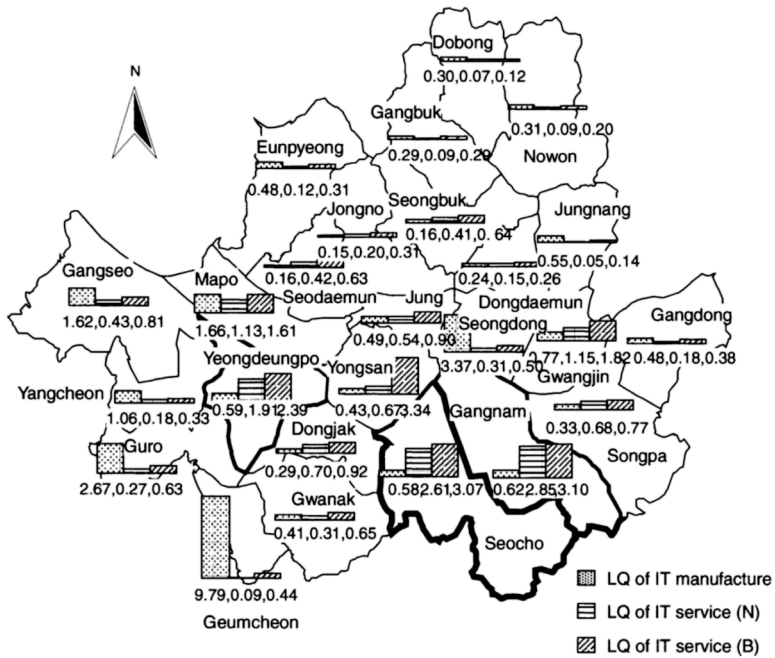 Dobong
0.30,0.07,0.12
N
Gangbuk
0.31,0.09,0.20
0.29,0.09,0.29
Eunpyeong
Nowon
0.48,0.12,0.31
Seongbuk
Jongno
Jungnang
0.16,0.41,0.64
0.15,0.20,0.31
0.55,0.05,0.14
Gangseo
Mapo
0.16,0.42,0.63
0.24,0.15,0.26
Seodaemun
Jung
Dongdaemun
1.62,0.43,0.81
1.66,1.13,1.61
0.49,0.54,0.90
Seongdong
Gangdong
Yeongdeungpo
Yongsan
3.37,0.31,0.50
0.77,1.15,1.82
0.48,0.18,0.38
Gwangjin
Yangcheon
1.06,0.18,0.33
0.59,1.91,2.39
0.43,0.67,3.34
Gangnam
0.33,0.68,0.77
Guro
Dongjak
Songpa
2.67,0.27,0.63
0.29,0.70,0.92
0.58,2.61,3.07
0.62,2.85,3.10
Gwanak
0.41,0.31,0.65
Seocho
9.79,0.09,0.44
LQ of IT manufacture
Geumcheon
LQ of IT service (N)
LQ of IT service (B)